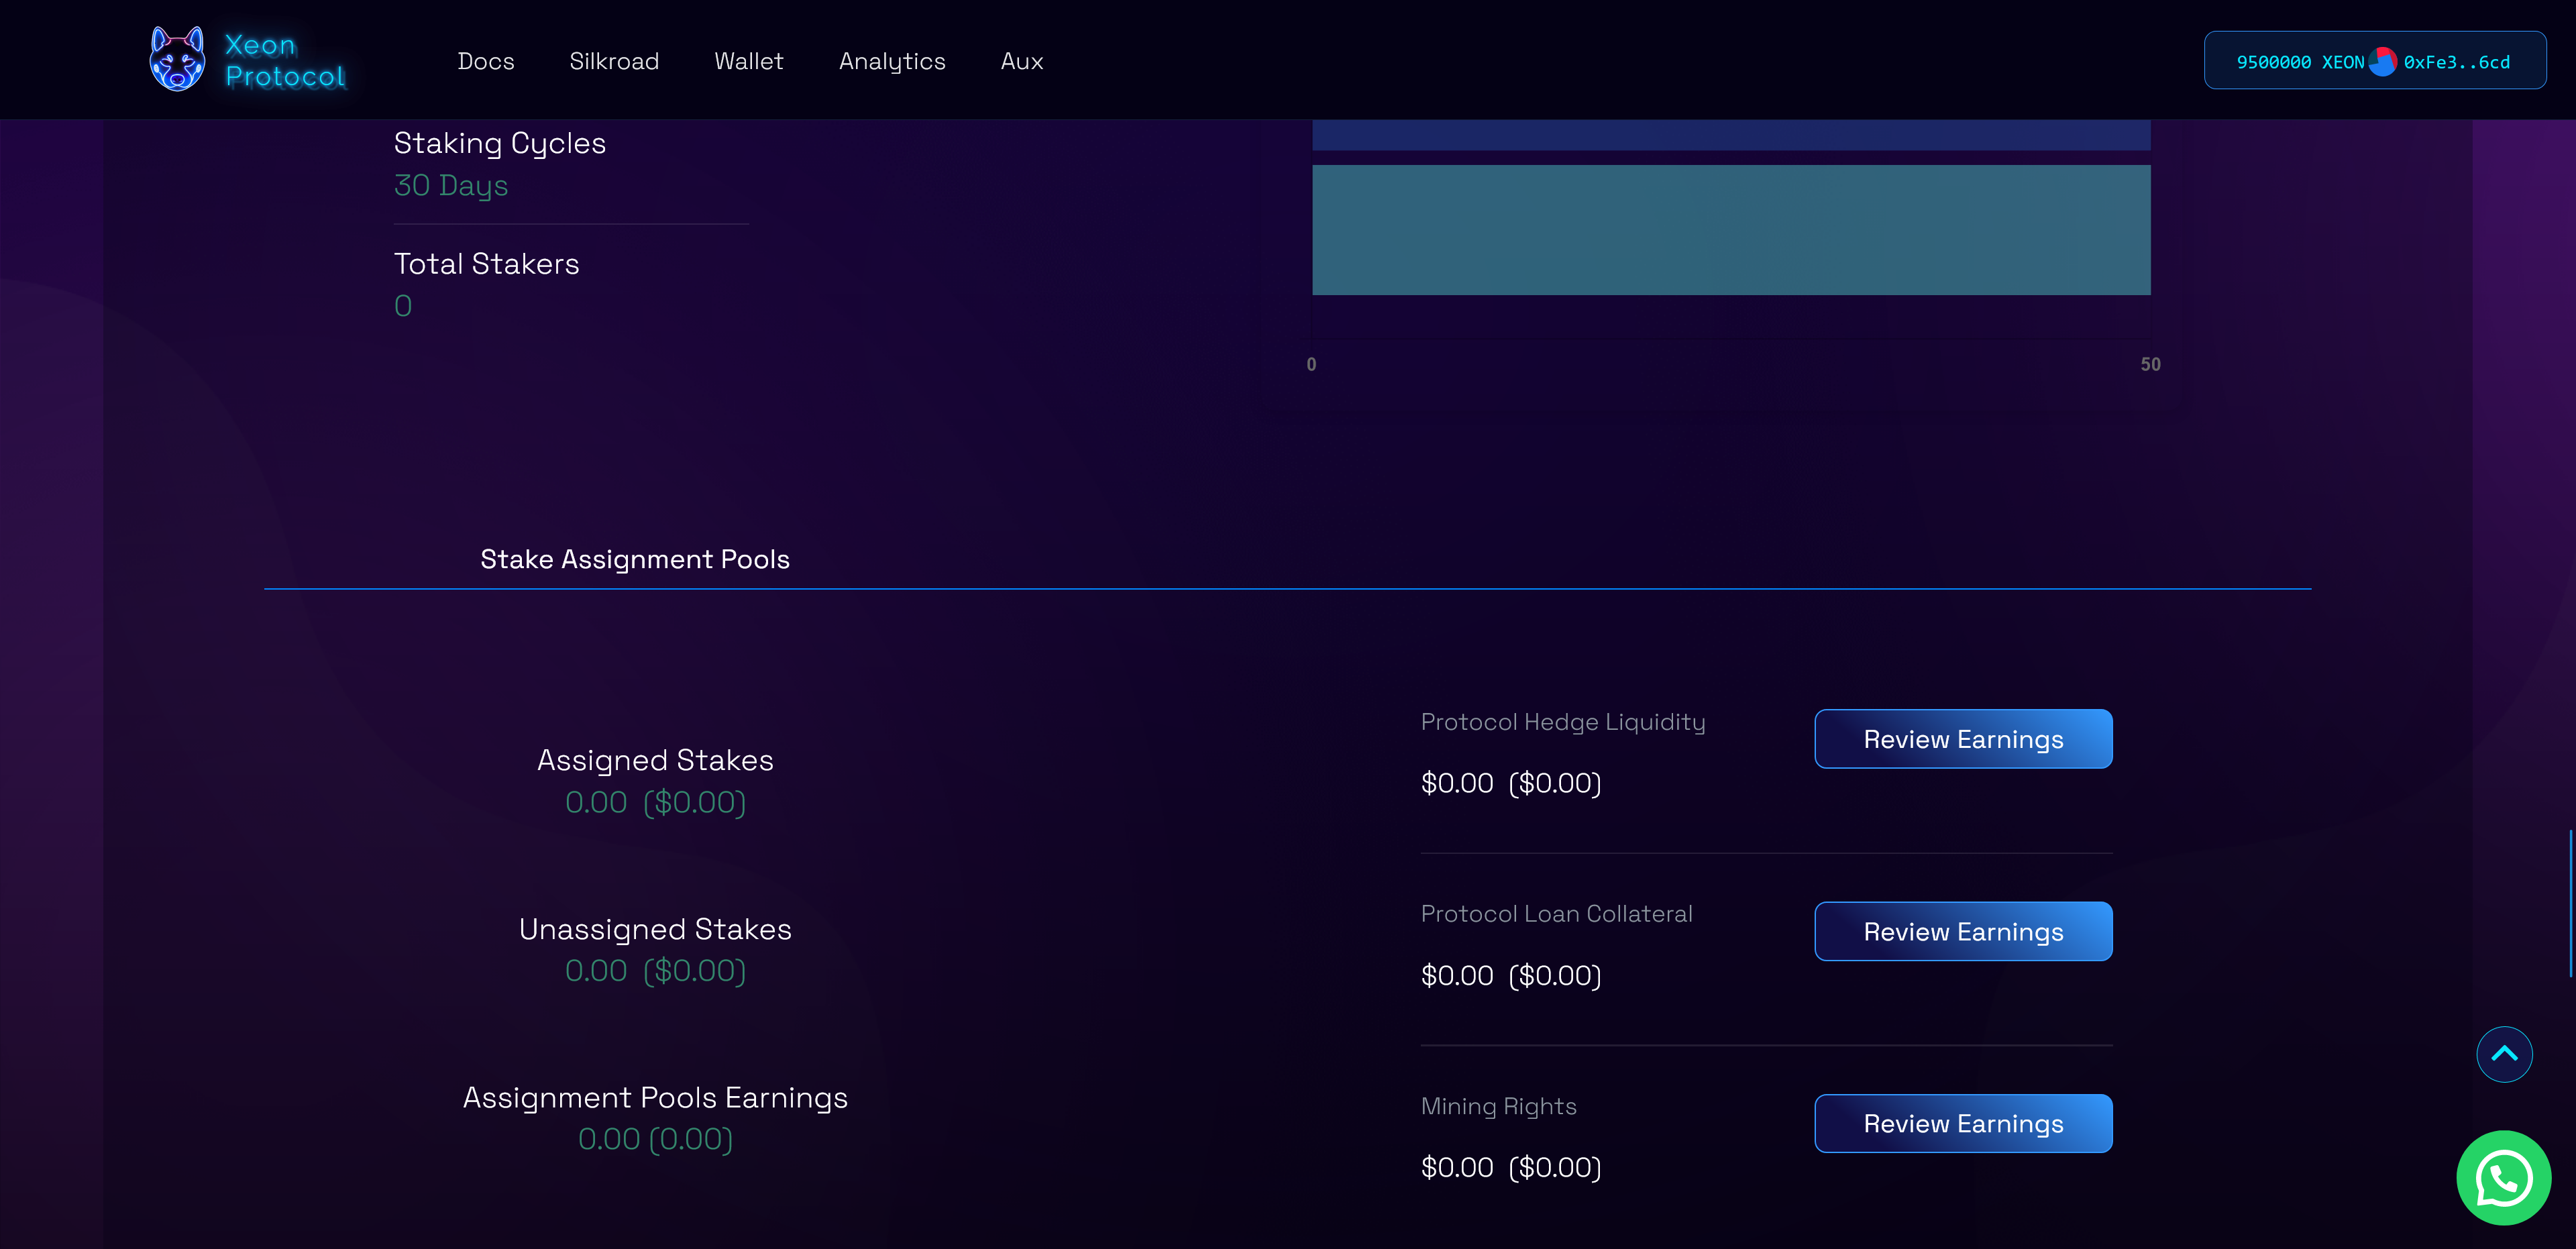 Xeon
Protocol
Docs
Silkroad
Wallet
Analytics
Aux
9500000 XEON 0xFe3..6cd
Staking Cycles
30 Days
Total Stakers
0
0
50
Stake Assignment Pools
Assigned Stakes
0.00 ($0.00)
Unassigned Stakes
0.00 ($0.00)
Assignment Pools Earnings
0.00 (0.00)
Protocol Hedge Liquidity
$0.00 ($0.00)
Review Earnings
Protocol Loan Collateral
$0.00 ($0.00)
Review Earnings
Mining Rights
$0.00 ($0.00)
Review Earnings